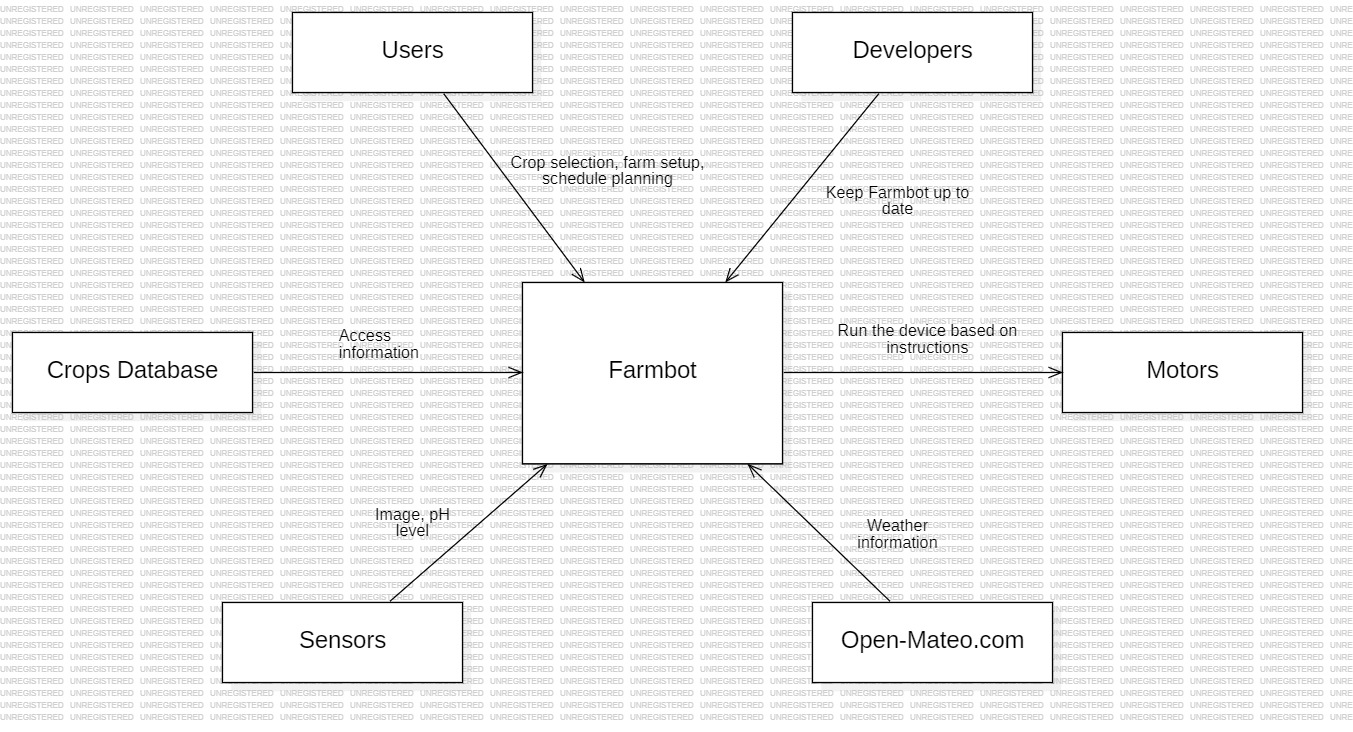 Users
Developers
Crop selection, farm setup,
schedule planning
Keep Farmbot up to
date
Access
information
Run the device based on
instructions
Crops Database
Farmbot
Motors
Image, pH
level
Weather
information
Sensors
Open-Mateo.com
UNREGISTERED